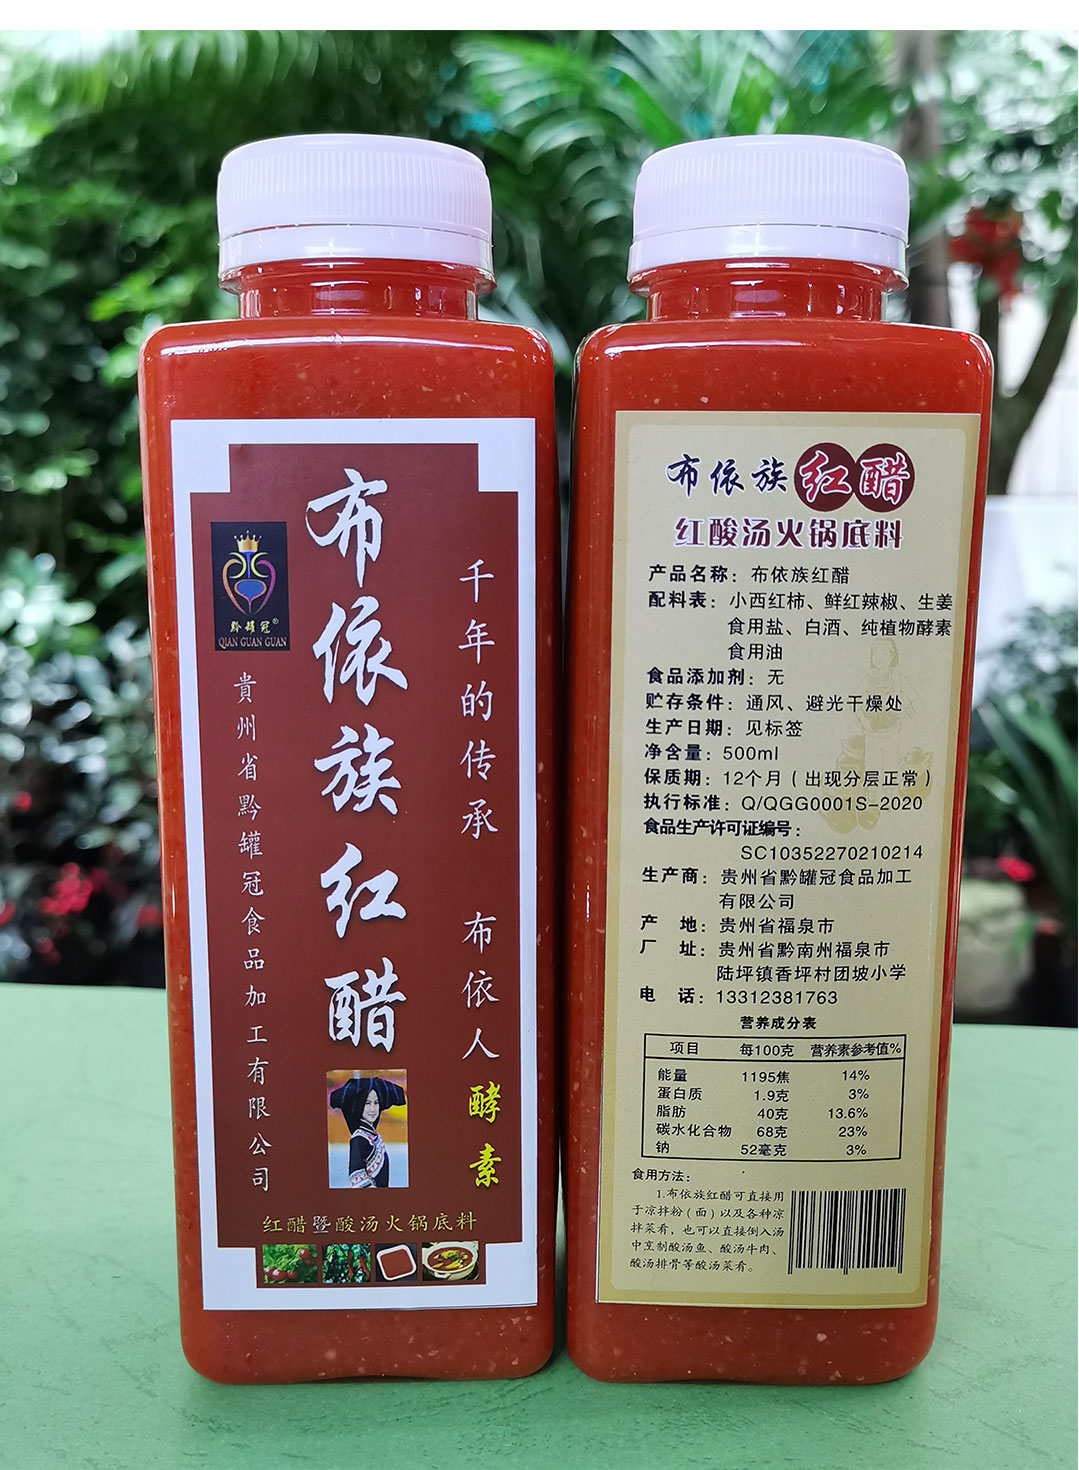 布依族红醋
千年的传承 布依人酵素
黔罐冠®
QIAN GUAN GUAN
貴州省黔罐冠食品加工有限公司
红醋暨酸汤火锅底料
布依族红醋
红酸汤火锅底料
产品名称：布依族红醋
配料表：小西红柿、鲜红辣椒、生姜
食用盐、白酒、纯植物酵素
食用油
食品添加剂：无
贮存条件：通风、避光干燥处
生产日期：见标签
净含量：500ml
保质期：12个月（出现分层正常）
执行标准：Q/QGG0001S-2020
食品生产许可证编号：
SC10352270210214
生产商：贵州省黔罐冠食品加工
有限公司
产 地：贵州省福泉市
厂 址：贵州省黔南州福泉市
陆坪镇香坪村团坡小学
电 话：13312381763
营养成分表
项目 每100克 营养素参考值%
能量 1195焦 14%
蛋白质 1.9克 3%
脂肪 40克 13.6%
碳水化合物 68克 23%
钠 52毫克 3%
食用方法：
1.布依族红醋可直接用
于凉拌粉（面）以及各种凉
拌菜肴，也可以直接倒入汤
中烹制酸汤鱼、酸汤牛肉、
酸汤排骨等酸汤菜肴。